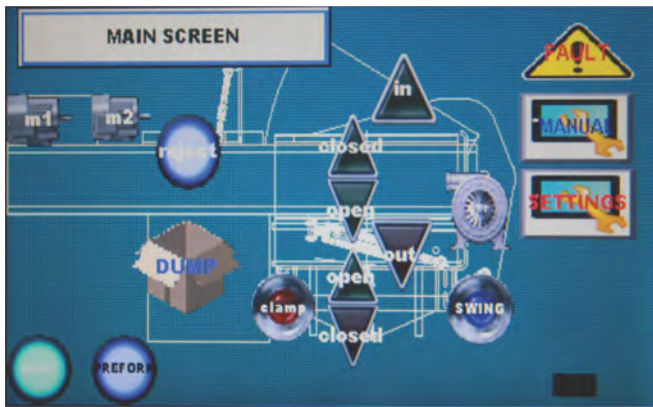 MAIN SCREEN
FAULT
in
m1
m2
MANUAL
closed
reject
SETTINGS
open
out
DUMP
open
clamp
SWING
closed
PREFORM